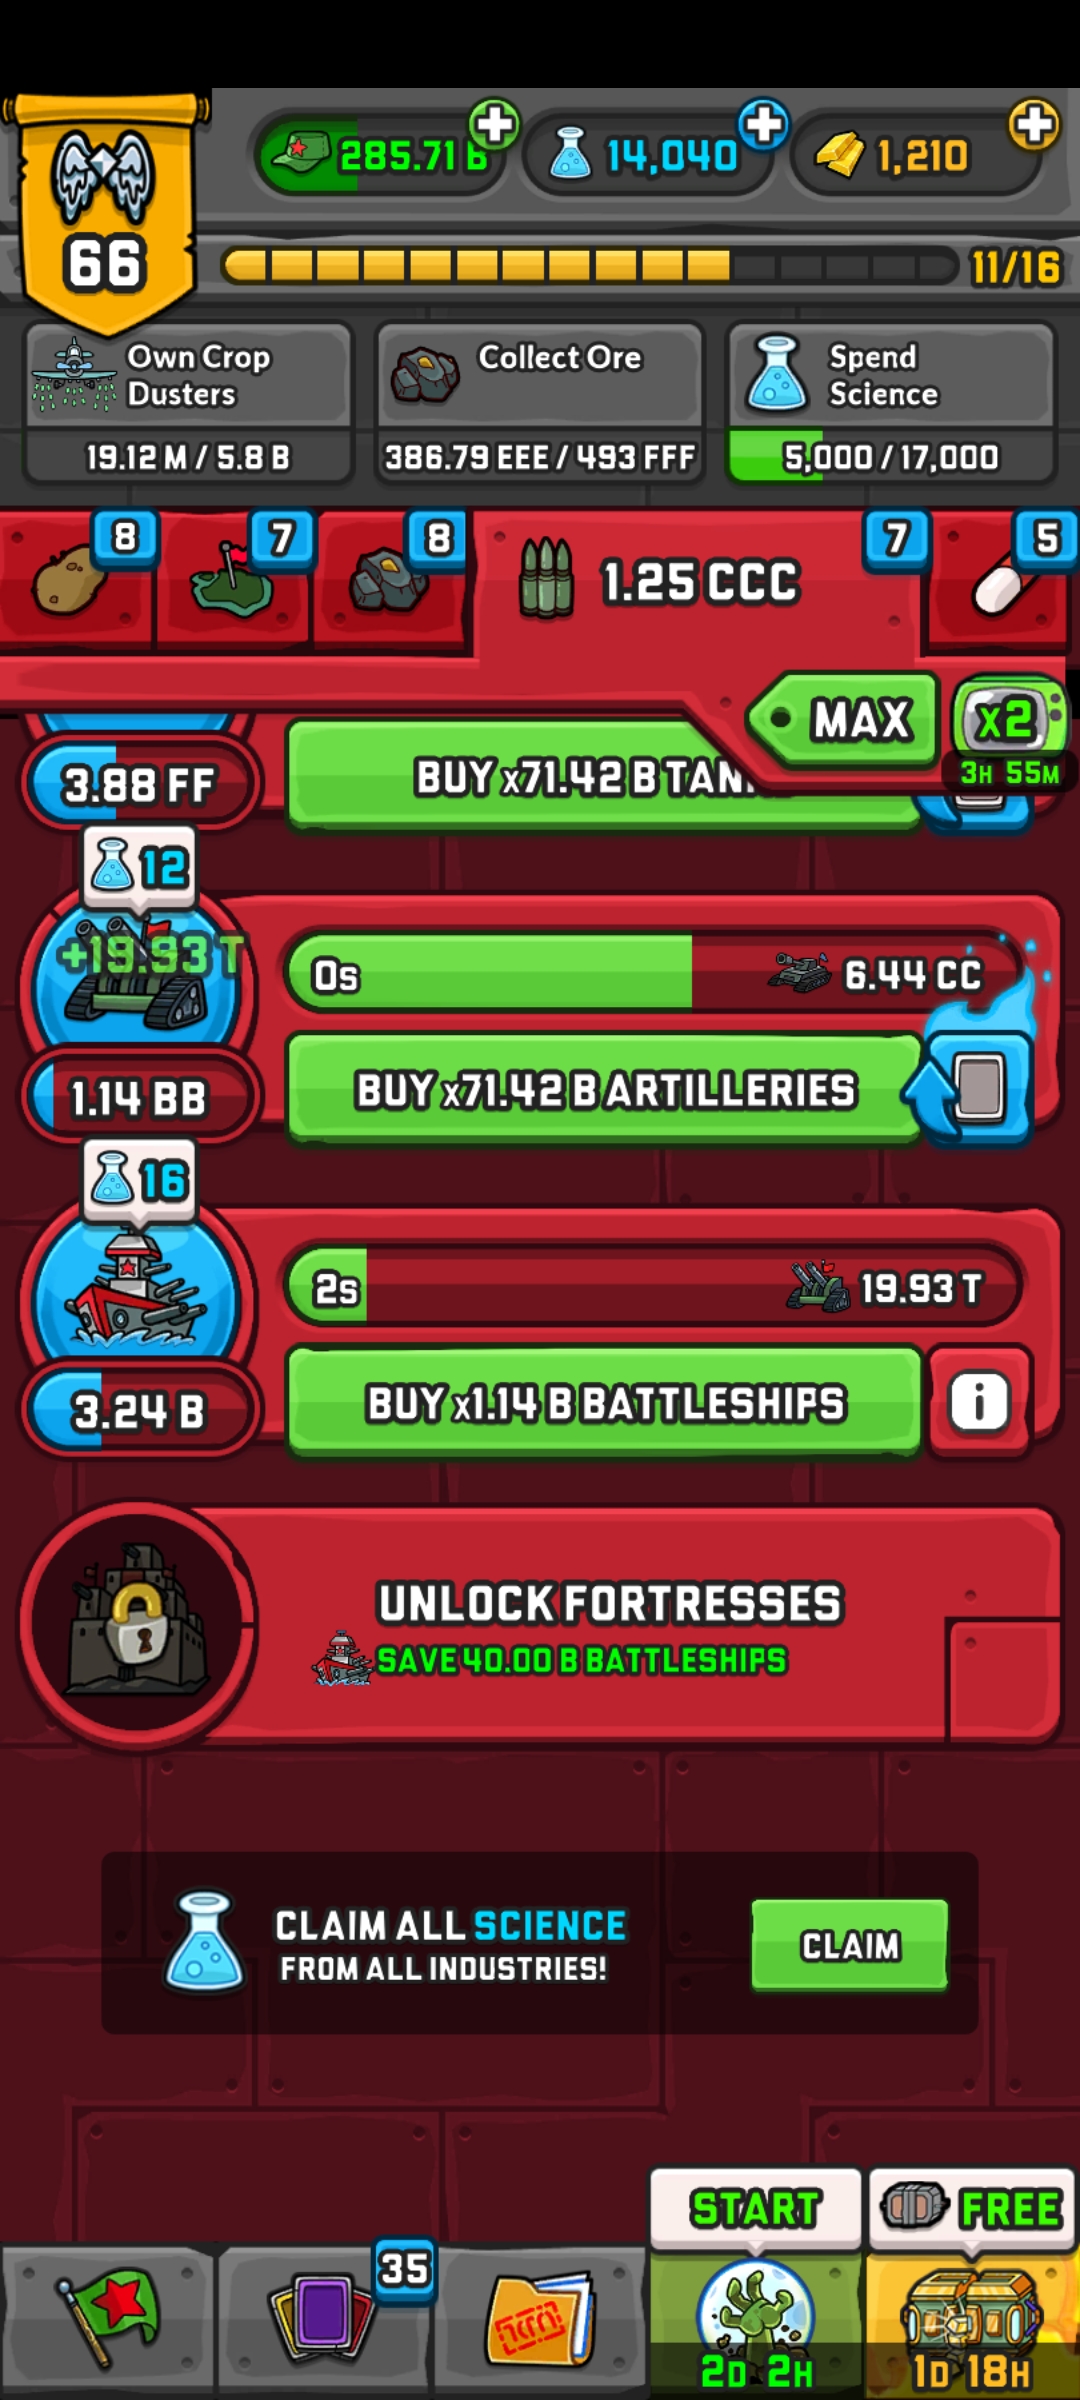 285.71 B
14,040
1,210
66
11/16
Own Crop
Dusters
19.12 M / 5.8 B
Collect Ore
386.79 EEE / 493 FFF
Spend
Science
5,000 / 17,000
8
7
8
1.25 CCC
7
5
MAX
x2
3H 55M
3.88 FF
BUY x71.42 B
12
+19.93 T
0s
6.44 CC
1.14 BB
BUY x71.42 B ARTILLERIES
16
2s
19.93 T
3.24 B
BUY x1.14 B BATTLESHIPS
i
UNLOCK FORTRESSES
SAVE 40.00 B BATTLESHIPS
CLAIM ALL SCIENCE
FROM ALL INDUSTRIES!
CLAIM
START
FREE
35
2D 2H
1D 18H